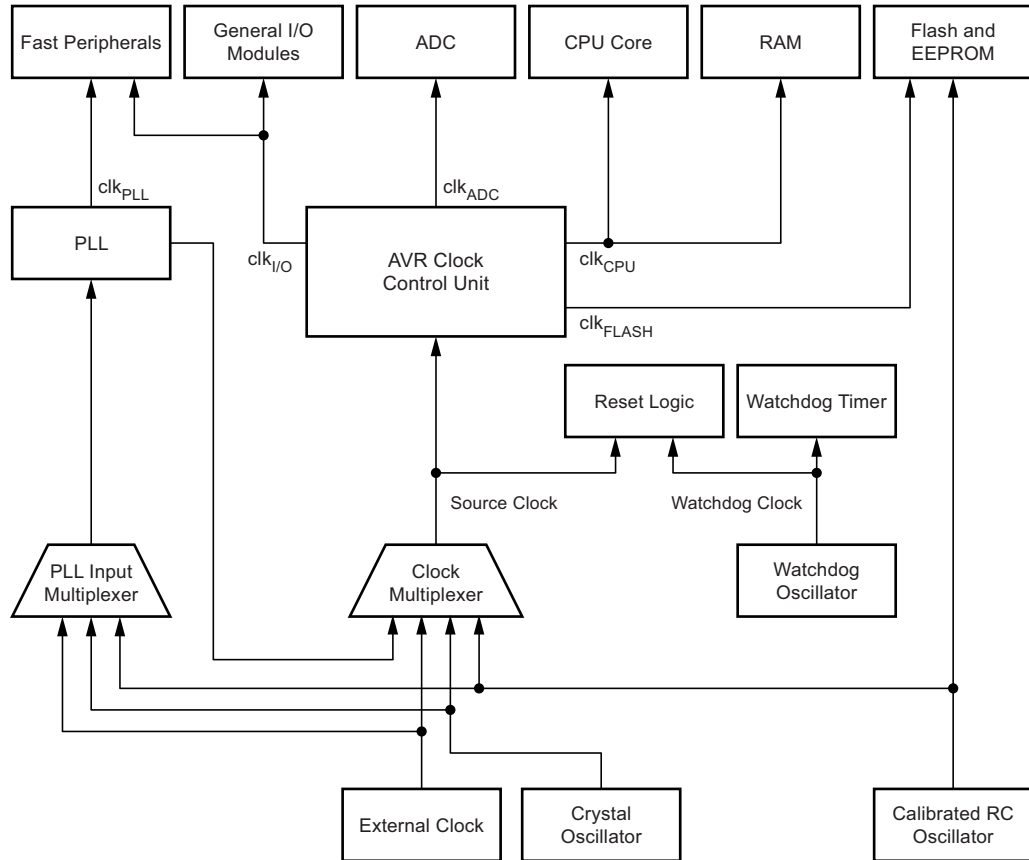 Fast Peripherals
General I/O
Modules
ADC
CPU Core
RAM
Flash and
EEPROM
clkPLL
clkADC
PLL
clkI/O
AVR Clock
Control Unit
clkCPU
clkFLASH
Reset Logic
Watchdog Timer
Source Clock
Watchdog Clock
PLL Input
Multiplexer
Clock
Multiplexer
Watchdog
Oscillator
External Clock
Crystal
Oscillator
Calibrated RC
Oscillator